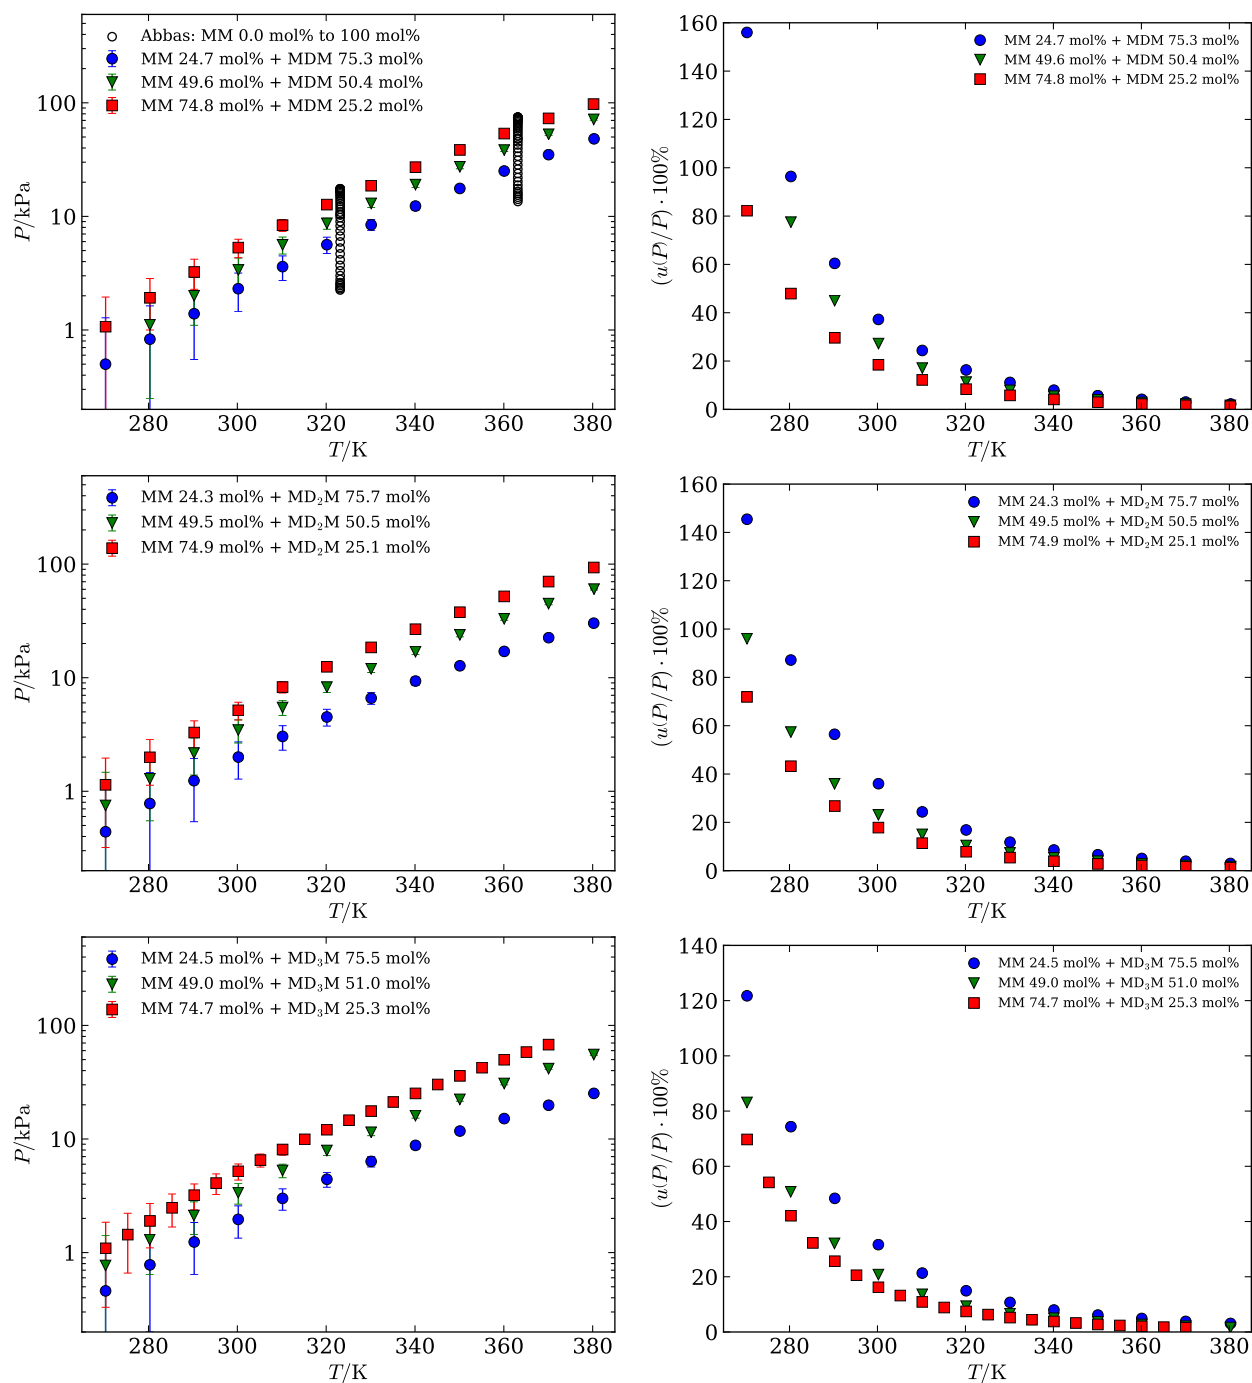 Abbas: MM 0.0 mol% to 100 mol%
MM 24.7 mol% + MDM 75.3 mol%
MM 49.6 mol% + MDM 50.4 mol%
MM 74.8 mol% + MDM 25.2 mol%
100
10
1
P/kPa
280 300 320 340 360 380
T/K
MM 24.7 mol% + MDM 75.3 mol%
MM 49.6 mol% + MDM 50.4 mol%
MM 74.8 mol% + MDM 25.2 mol%
160
140
120
100
80
60
40
20
0
(u(P)/P)·100%
280 300 320 340 360 380
T/K
MM 24.3 mol% + MD₂M 75.7 mol%
MM 49.5 mol% + MD₂M 50.5 mol%
MM 74.9 mol% + MD₂M 25.1 mol%
100
10
1
P/kPa
280 300 320 340 360 380
T/K
MM 24.3 mol% + MD₂M 75.7 mol%
MM 49.5 mol% + MD₂M 50.5 mol%
MM 74.9 mol% + MD₂M 25.1 mol%
160
140
120
100
80
60
40
20
0
(u(P)/P)·100%
280 300 320 340 360 380
T/K
MM 24.5 mol% + MD₃M 75.5 mol%
MM 49.0 mol% + MD₃M 51.0 mol%
MM 74.7 mol% + MD₃M 25.3 mol%
100
10
1
P/kPa
280 300 320 340 360 380
T/K
MM 24.5 mol% + MD₃M 75.5 mol%
MM 49.0 mol% + MD₃M 51.0 mol%
MM 74.7 mol% + MD₃M 25.3 mol%
140
120
100
80
60
40
20
0
(u(P)/P)·100%
280 300 320 340 360 380
T/K